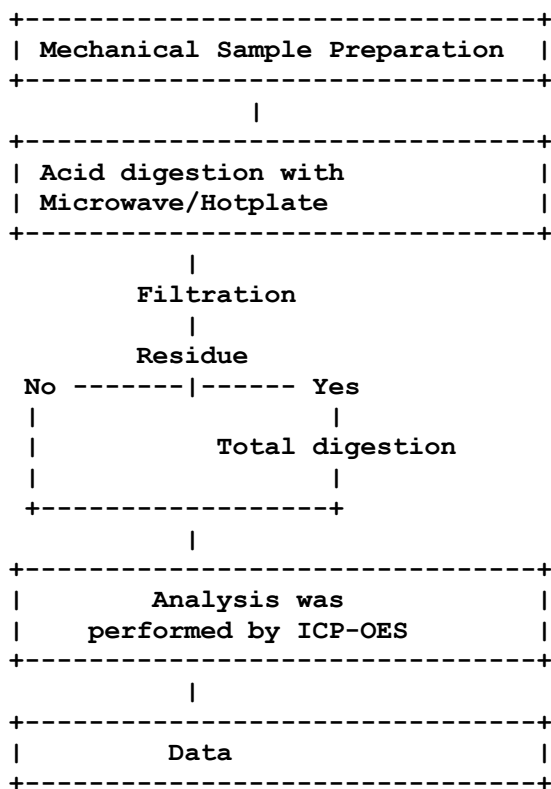 Mechanical Sample Preparation
Acid digestion with
Microwave/Hotplate
Filtration
Residue
No Yes
Total digestion
Analysis was
performed by ICP-OES
Data